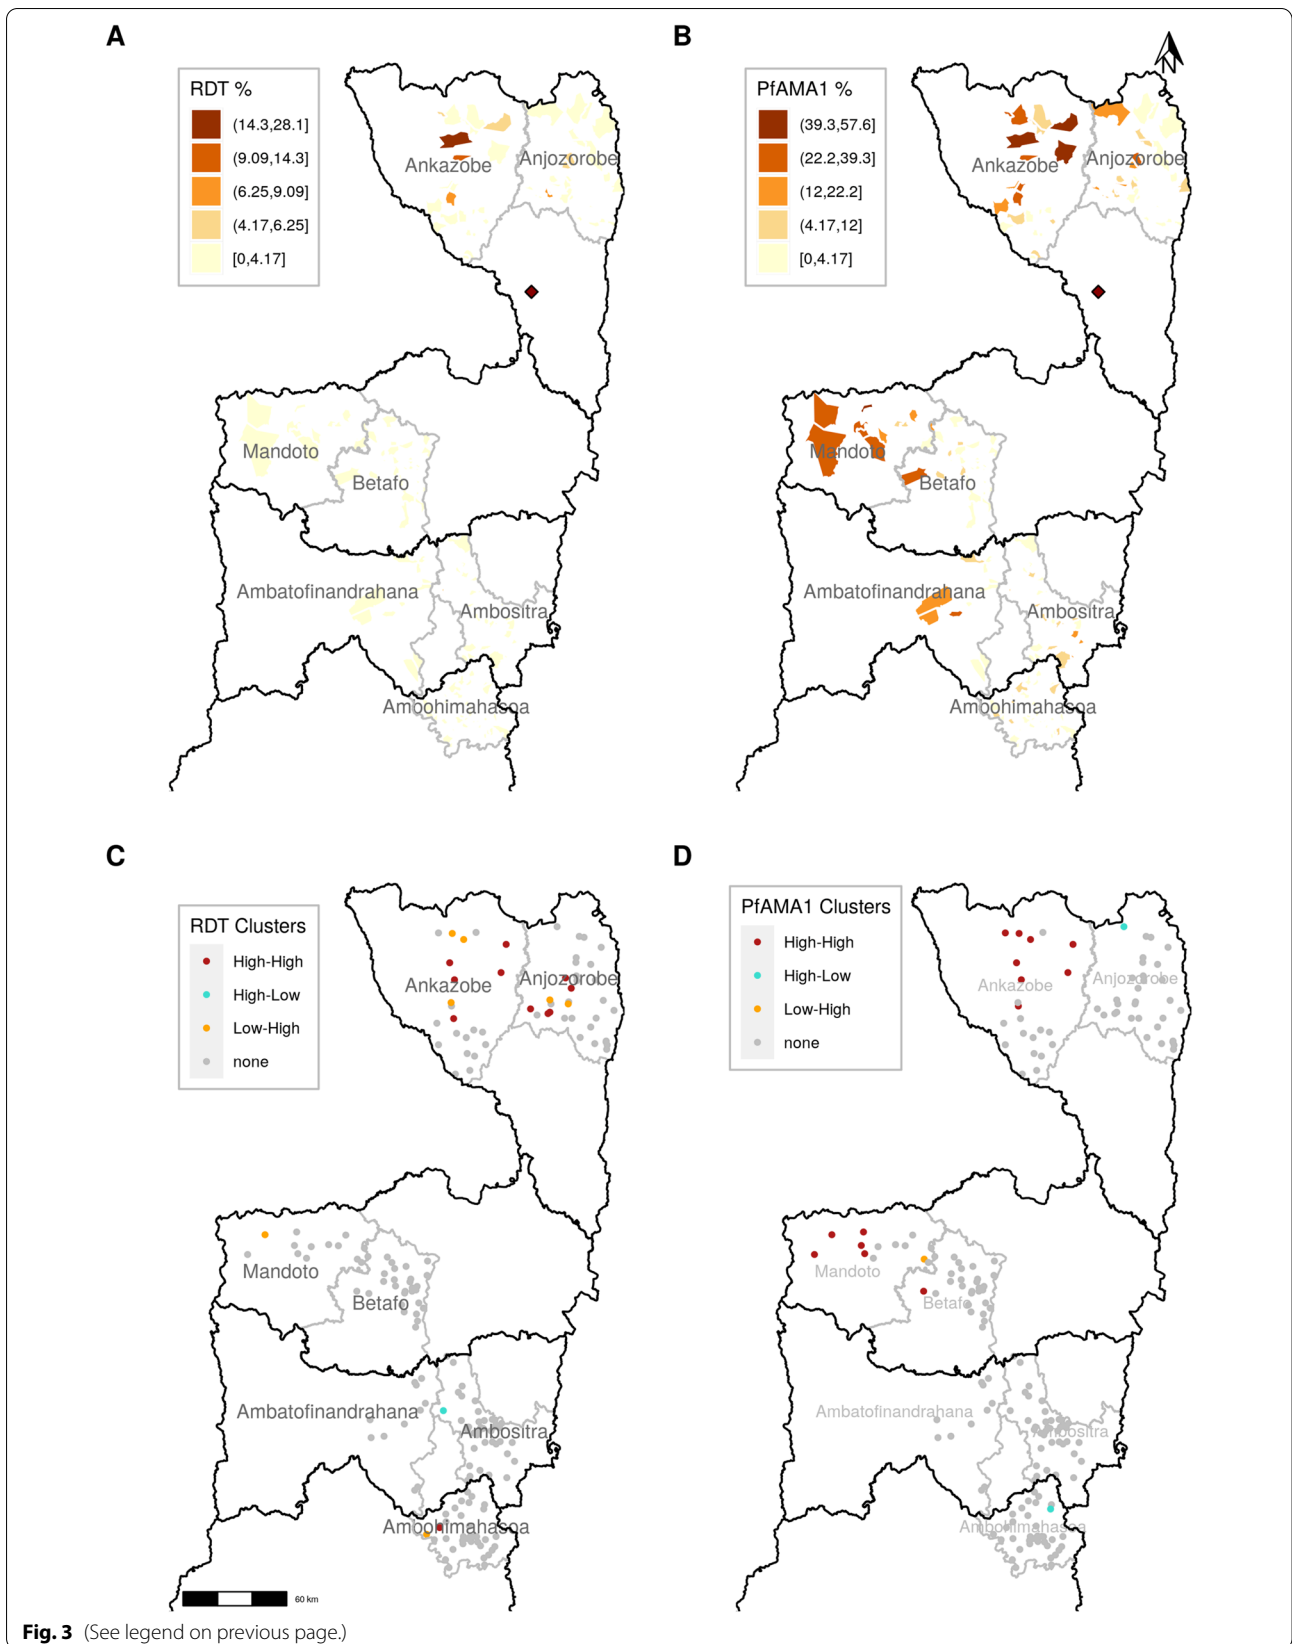 A
RDT %
(14.3,28.1]
(9.09,14.3]
(6.25,9.09]
(4.17,6.25]
[0,4.17]
Ankazobe
Anjozorobe
Mandoto
Betafo
Ambatofinandrahana
Ambositra
Ambohimahasoa
B
PfAMA1 %
(39.3,57.6]
(22.2,39.3]
(12,22.2]
(4.17,12]
[0,4.17]
Ankazobe
Anjozorobe
Mandoto
Betafo
Ambatofinandrahana
Ambositra
Ambohimahasoa
C
RDT Clusters
High-High
High-Low
Low-High
none
Ankazobe
Anjozorobe
Mandoto
Betafo
Ambatofinandrahana
Ambositra
Ambohimahasoa
60 km
D
PfAMA1 Clusters
High-High
High-Low
Low-High
none
Ankazobe
Anjozorobe
Mandoto
Betafo
Ambatofinandrahana
Ambositra
Ambohimahasoa
Fig. 3 (See legend on previous page.)